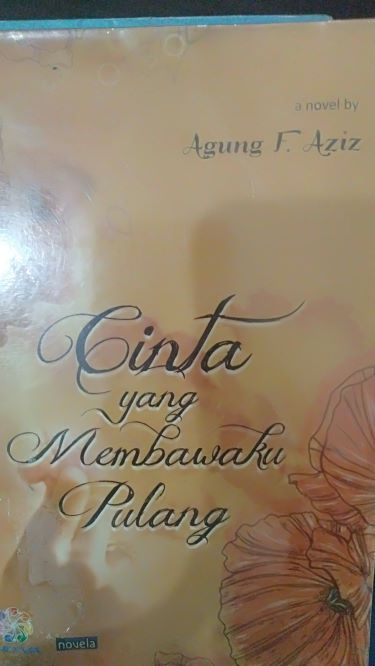 a novel by
Agung F. Aziz
Cinta
yang
Membawaku
Pulang
novela